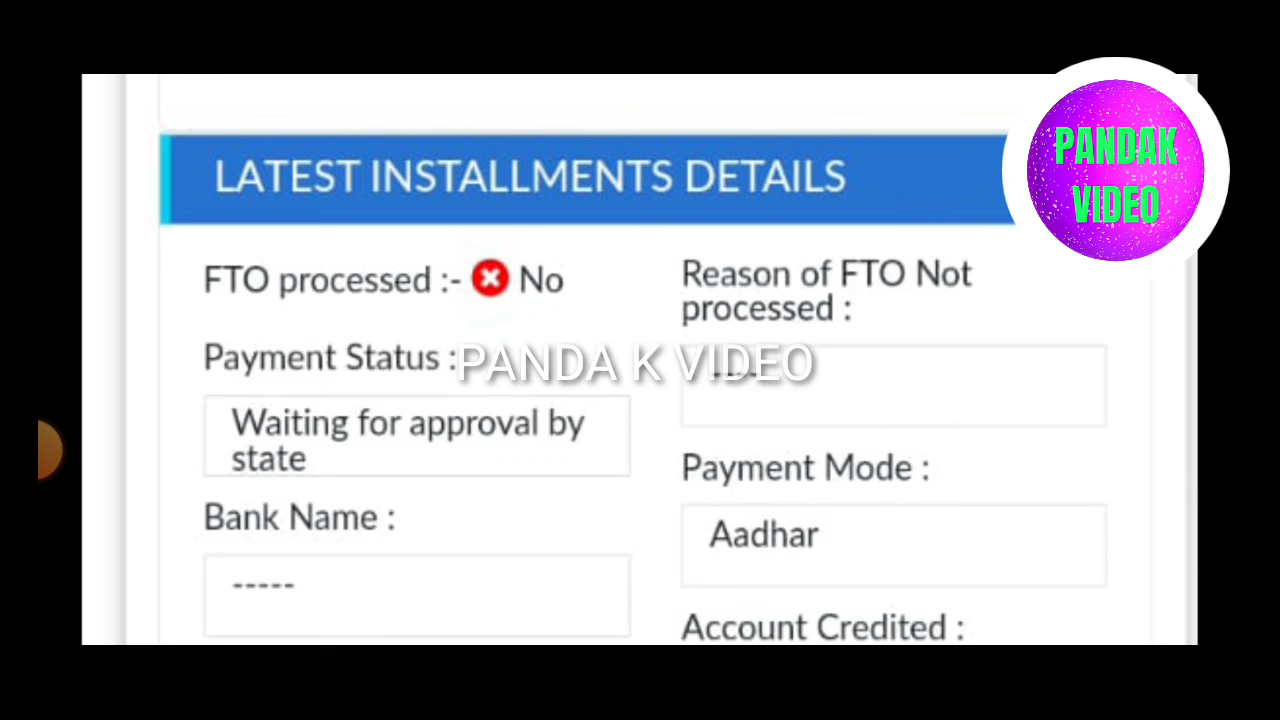 LATEST INSTALLMENTS DETAILS
PANDAK
VIDEO
FTO processed :- No
Reason of FTO Not
processed :
Payment Status :
PANDA K VIDEO
----
Waiting for approval by
state
Payment Mode :
Aadhar
Bank Name :
-----
Account Credited :